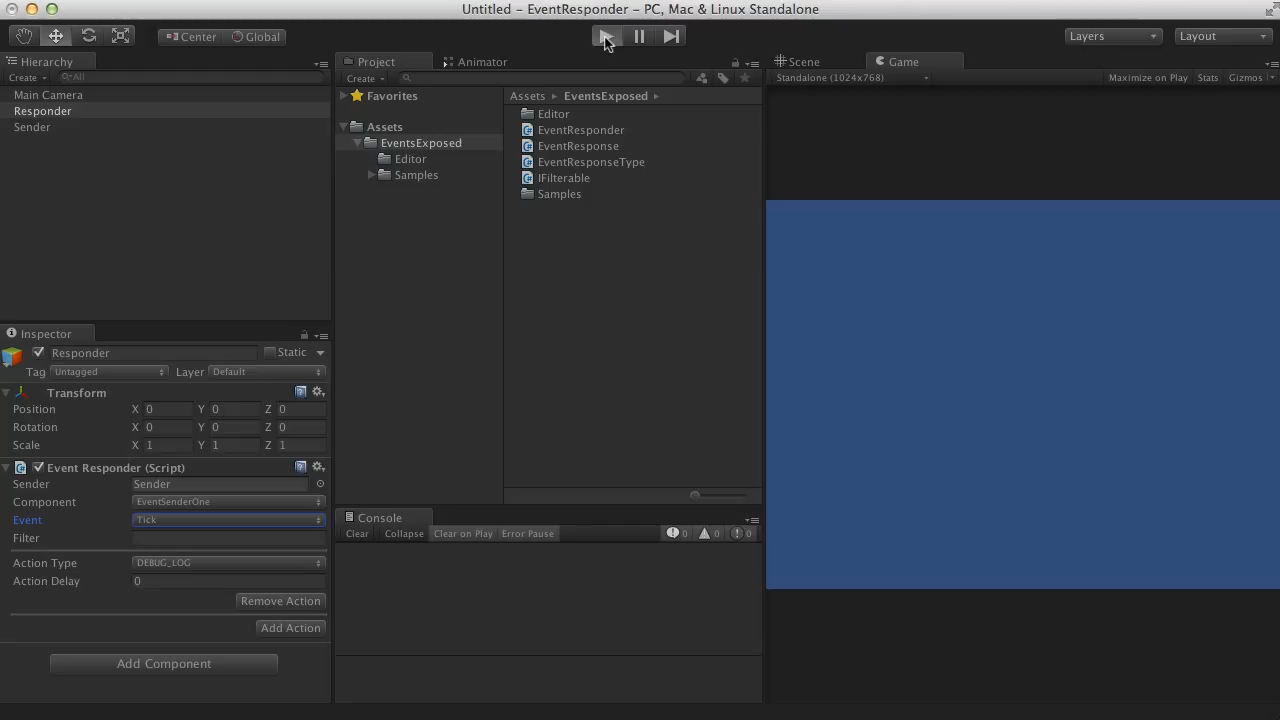 Untitled – EventResponder – PC, Mac & Linux Standalone
Center Global
Layers Layout
Hierarchy
Create All
Main Camera
Responder
Sender
Project Animator
Create
Favorites
Assets
EventsExposed
Editor
Samples
Assets EventsExposed
Editor
EventResponder
EventResponse
EventResponseType
IFilterable
Samples
Scene Game
Standalone (1024x768) Maximize on Play Stats Gizmos
Inspector
Responder Static
Tag Untagged Layer Default
Transform
Position X 0 Y 0 Z 0
Rotation X 0 Y 0 Z 0
Scale X 1 Y 1 Z 1
Event Responder (Script)
Sender Sender
Component EventSenderOne
Event Tick
Filter
Action Type DEBUG_LOG
Action Delay 0
Remove Action
Add Action
Add Component
Console
Clear Collapse Clear on Play Error Pause 0 0 0